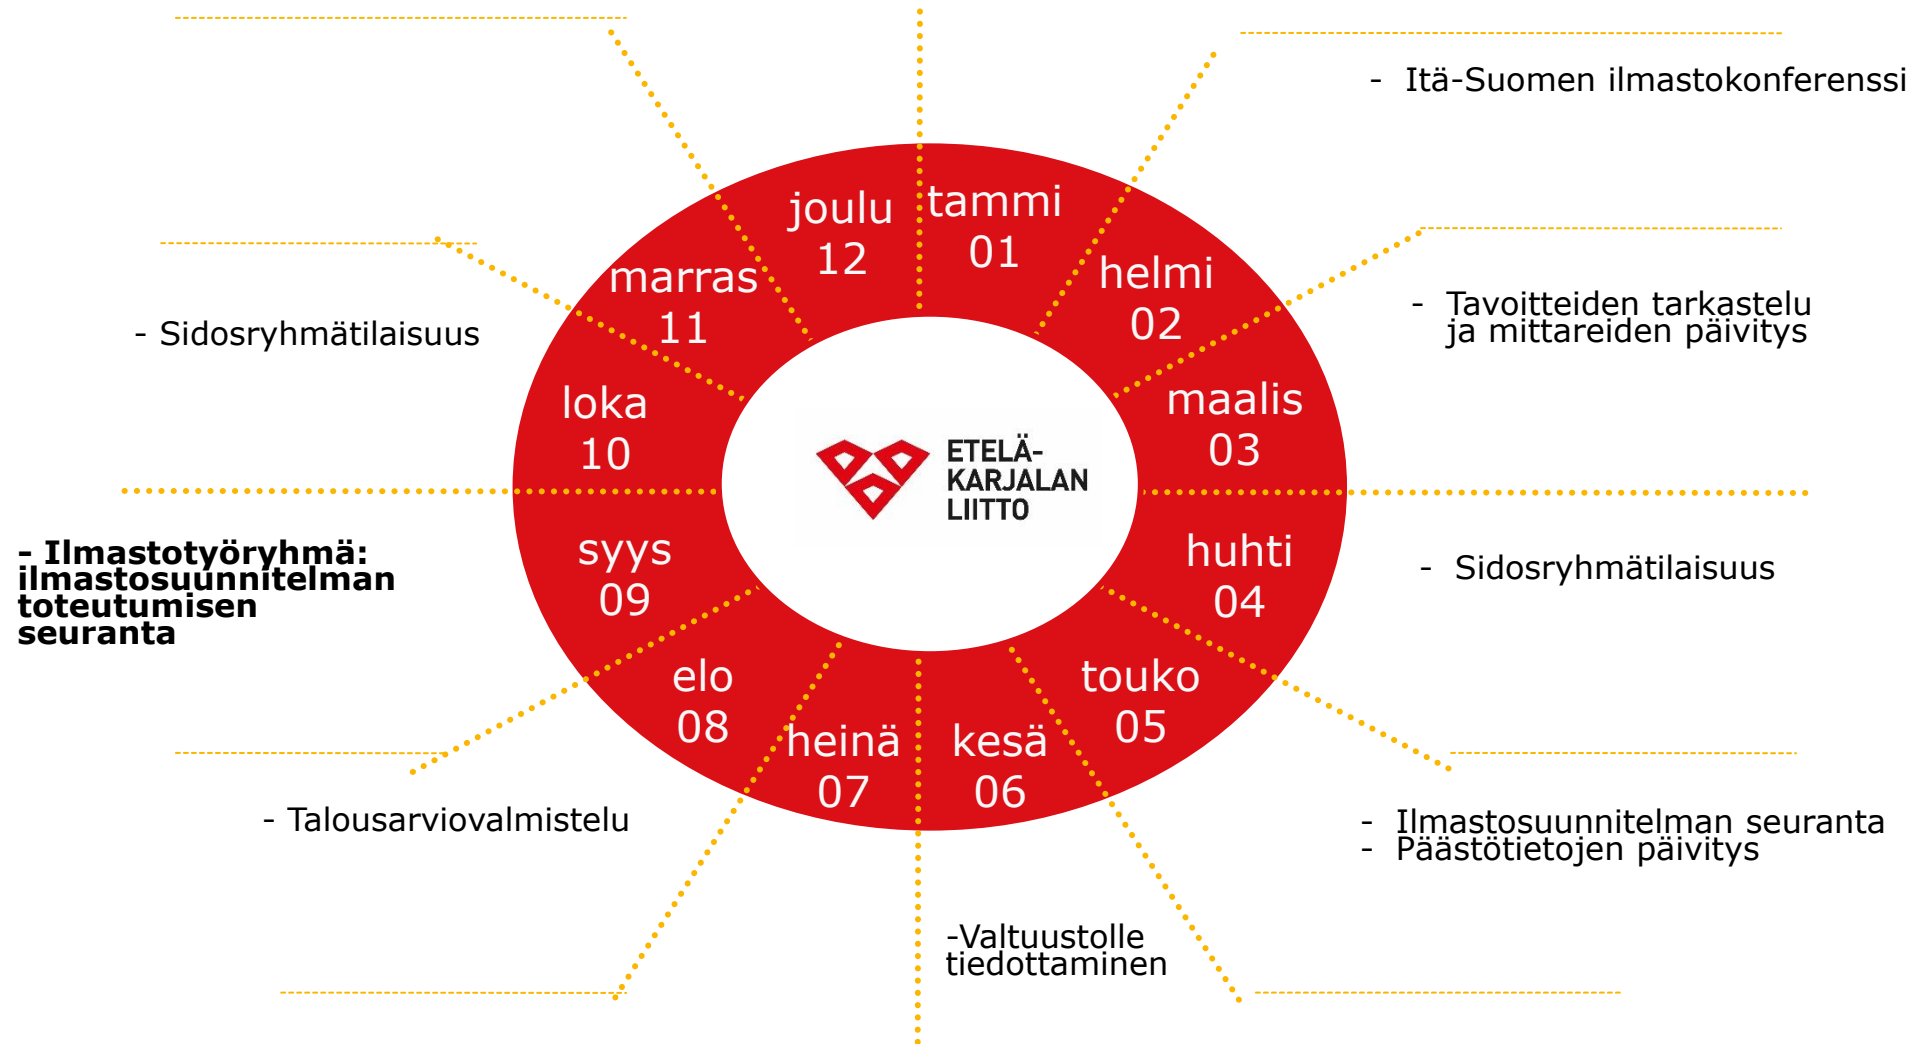 tammi
01
helmi
02
maalis
03
huhti
04
touko
05
kesä
06
heinä
07
elo
08
syys
09
loka
10
marras
11
joulu
12
ETELÄ-
KARJALAN
LIITTO
- Itä-Suomen ilmastokonferenssi
- Tavoitteiden tarkastelu
ja mittareiden päivitys
- Sidosryhmätilaisuus
- Ilmastosuunnitelman seuranta
- Päästötietojen päivitys
-Valtuustolle
tiedottaminen
- Talousarviovalmistelu
- Ilmastotyöryhmä:
ilmastosuunnitelman
toteutumisen
seuranta
- Sidosryhmätilaisuus